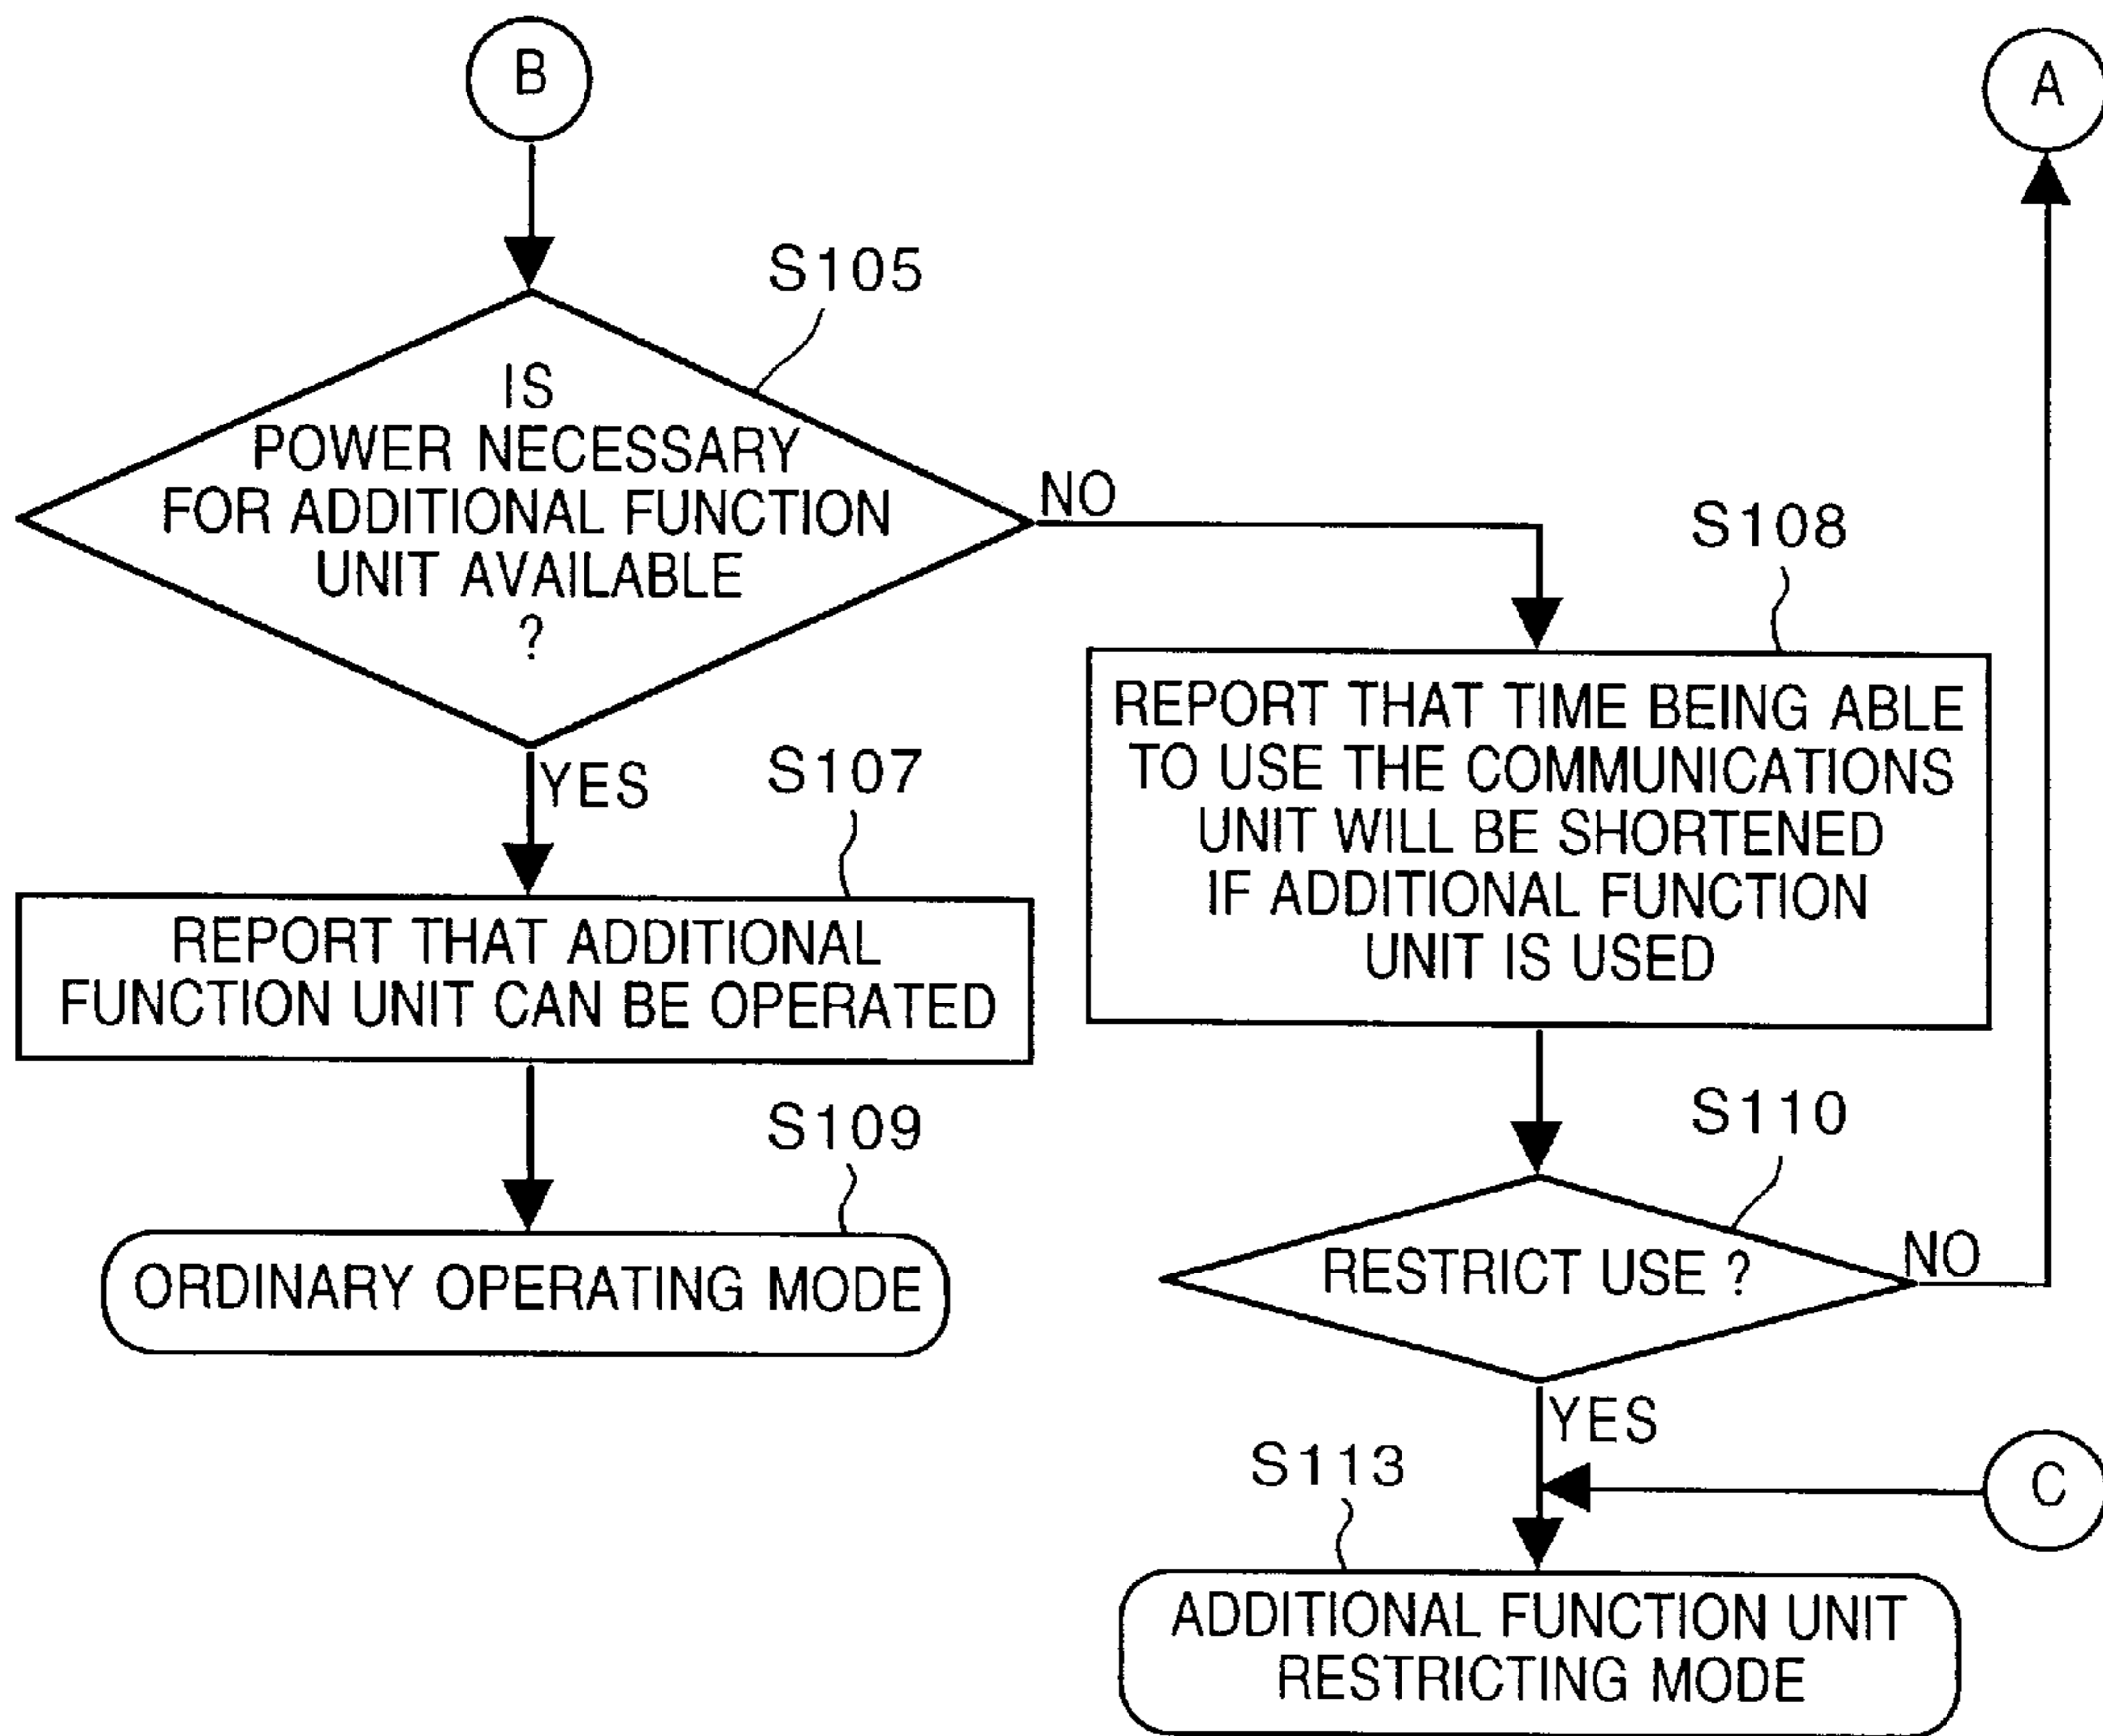 B
A
S105
IS
POWER NECESSARY
FOR ADDITIONAL FUNCTION
UNIT AVAILABLE
?
NO
YES
S107
REPORT THAT ADDITIONAL
FUNCTION UNIT CAN BE OPERATED
S109
ORDINARY OPERATING MODE
S108
REPORT THAT TIME BEING ABLE
TO USE THE COMMUNICATIONS
UNIT WILL BE SHORTENED
IF ADDITIONAL FUNCTION
UNIT IS USED
S110
RESTRICT USE ?
NO
YES
C
S113
ADDITIONAL FUNCTION UNIT
RESTRICTING MODE